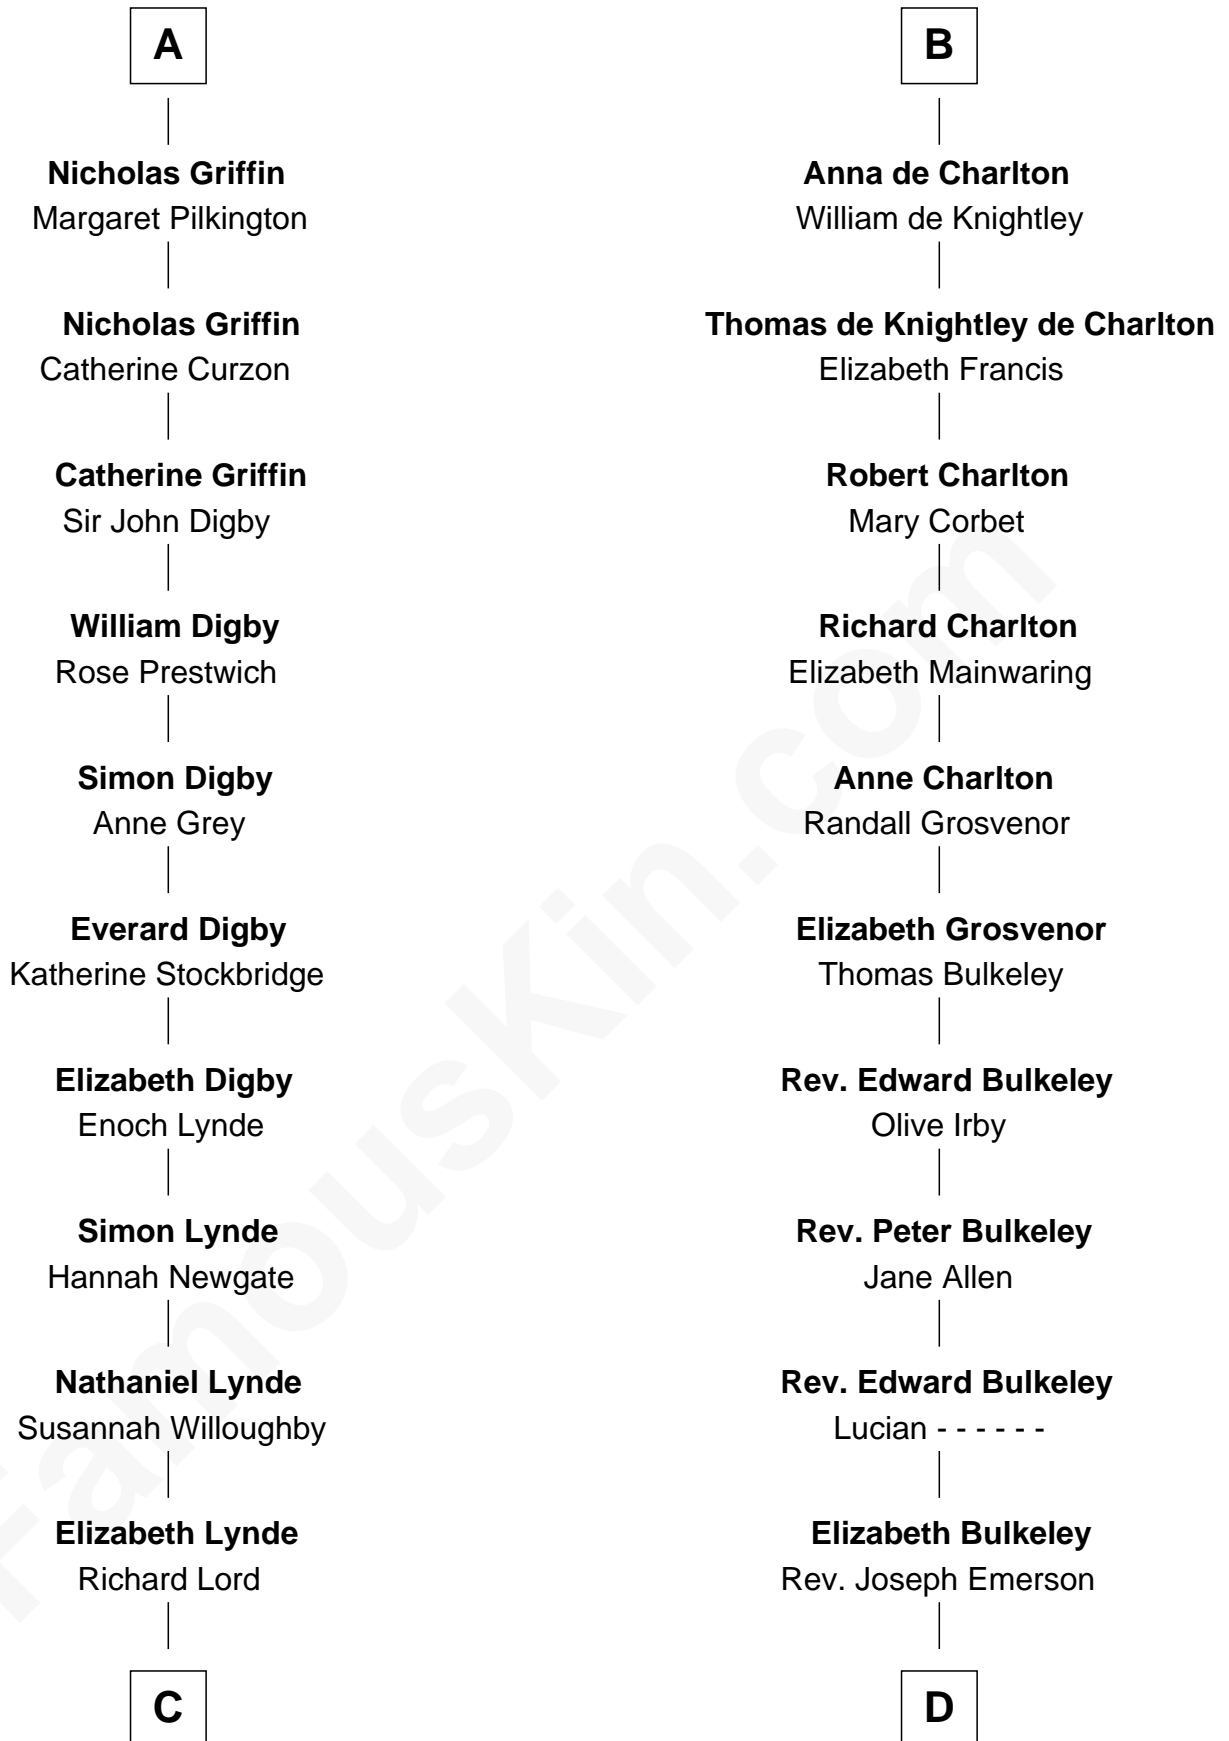 A
Nicholas Griffin
Margaret Pilkington
Nicholas Griffin
Catherine Curzon
Catherine Griffin
Sir John Digby
William Digby
Rose Prestwich
Simon Digby
Anne Grey
Everard Digby
Katherine Stockbridge
Elizabeth Digby
Enoch Lynde
Simon Lynde
Hannah Newgate
Nathaniel Lynde
Susannah Willoughby
Elizabeth Lynde
Richard Lord
C
B
Anna de Charlton
William de Knightley
Thomas de Knightley de Charlton
Elizabeth Francis
Robert Charlton
Mary Corbet
Richard Charlton
Elizabeth Mainwaring
Anne Charlton
Randall Grosvenor
Elizabeth Grosvenor
Thomas Bulkeley
Rev. Edward Bulkeley
Olive Irby
Rev. Peter Bulkeley
Jane Allen
Rev. Edward Bulkeley
Lucian - - - - - -
Elizabeth Bulkeley
Rev. Joseph Emerson
D
FamousKin.com